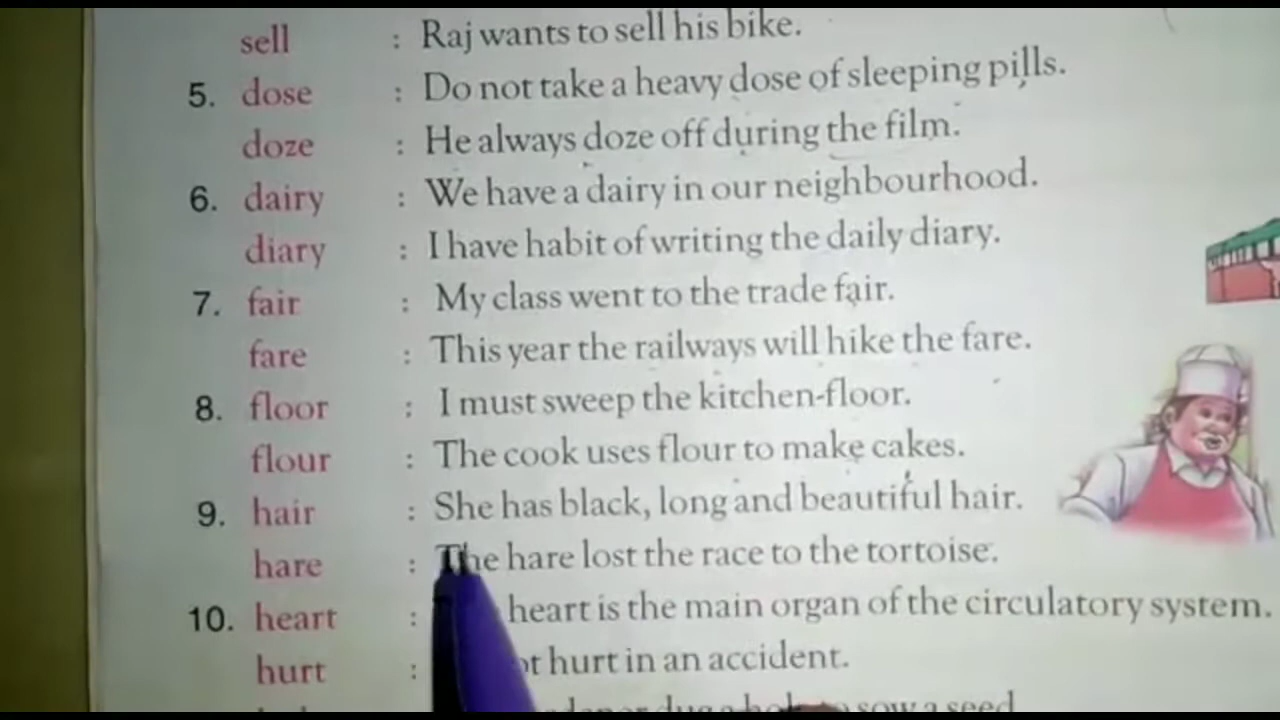 sell : Raj wants to sell his bike.
5. dose : Do not take a heavy dose of sleeping pills.
doze : He always doze off during the film.
6. dairy : We have a dairy in our neighbourhood.
diary : I have habit of writing the daily diary.
7. fair : My class went to the trade fair.
fare : This year the railways will hike the fare.
8. floor : I must sweep the kitchen-floor.
flour : The cook uses flour to make cakes.
9. hair : She has black, long and beautiful hair.
hare : The hare lost the race to the tortoise.
10. heart : heart is the main organ of the circulatory system.
hurt : hurt in an accident.
dug a sow a seed